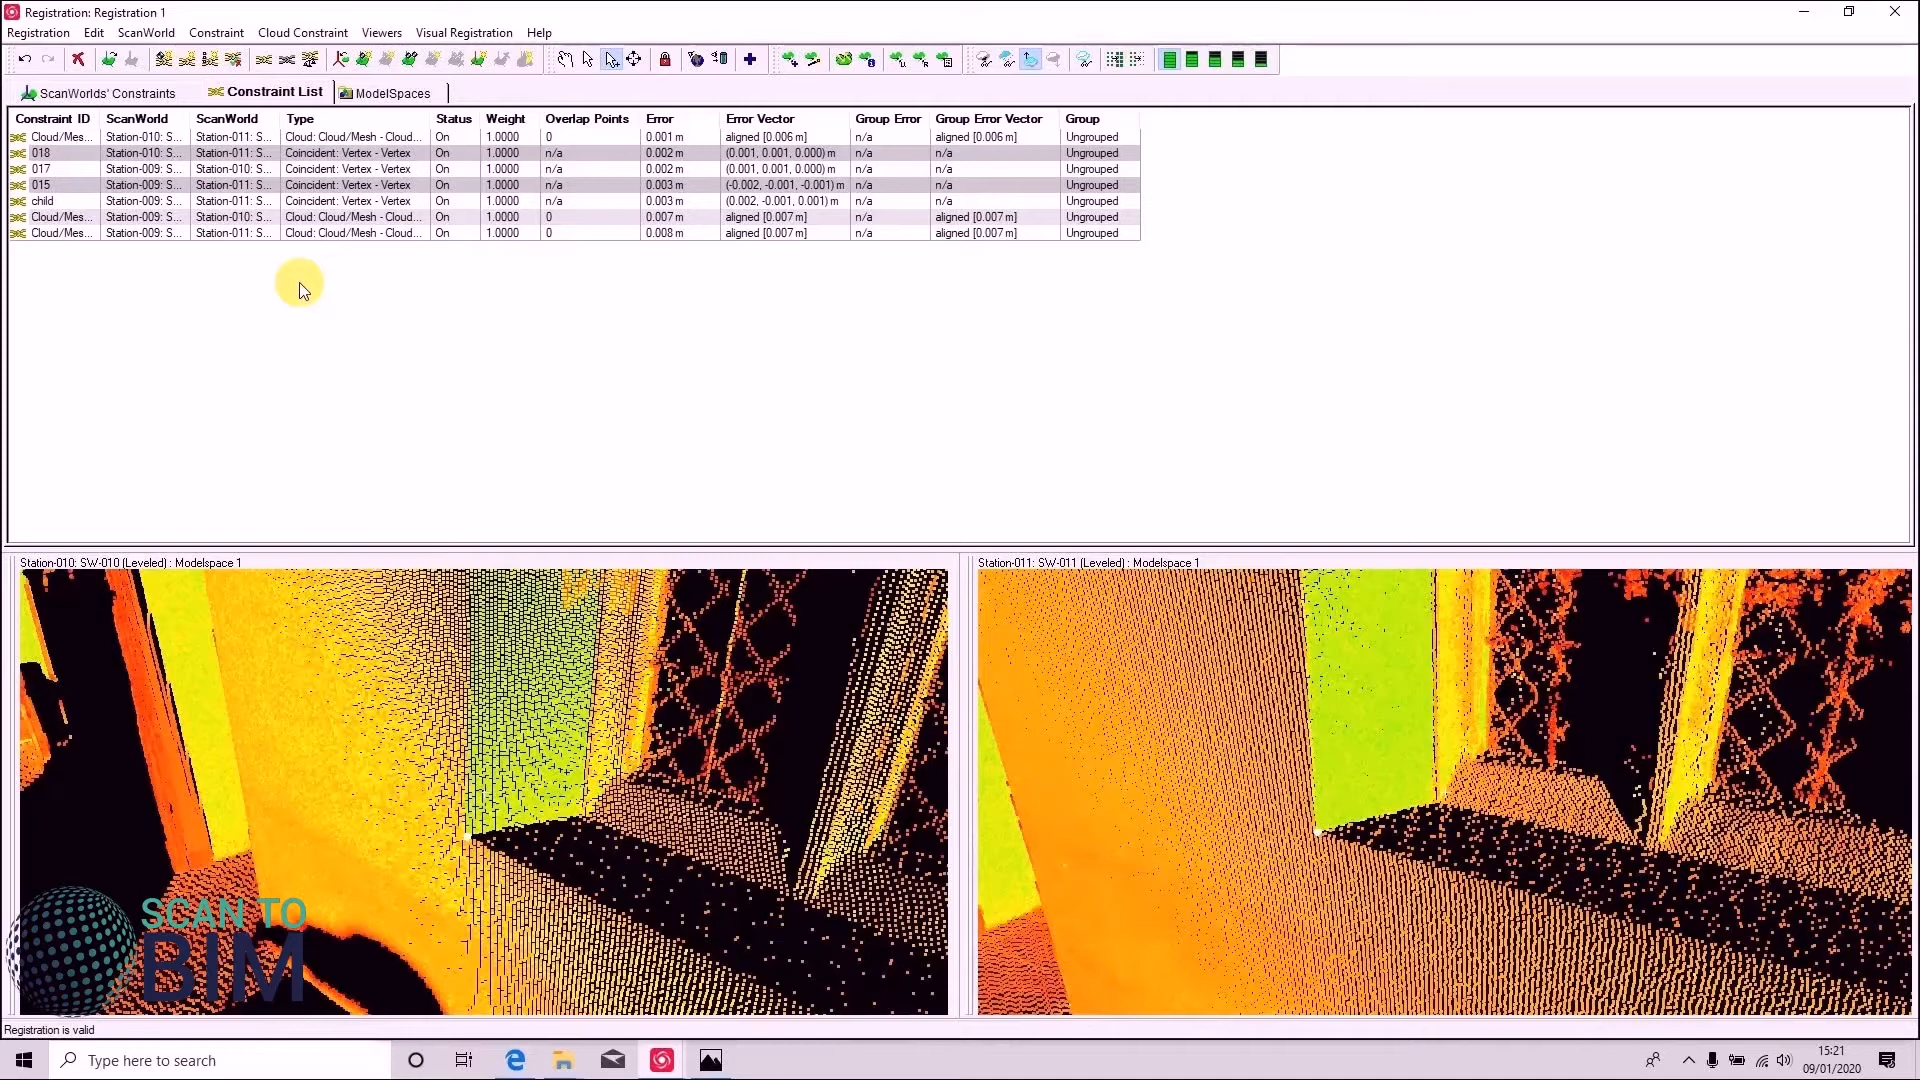 Registration: Registration 1
Registration Edit ScanWorld Constraint Cloud Constraint Viewers Visual Registration Help
ScanWorlds' Constraints Constraint List ModelSpaces
Constraint ID ScanWorld ScanWorld Type Status Weight Overlap Points Error Error Vector Group Error Group Error Vector Group
Cloud/Mes... Station-010: S... Station-011: S... Cloud: Cloud/Mesh - Cloud... On 1.0000 0 0.001 m aligned [0.006 m] n/a aligned [0.006 m] Ungrouped
018 Station-010: S... Station-011: S... Coincident: Vertex - Vertex On 1.0000 n/a 0.002 m (0.001, 0.001, 0.000) m n/a n/a Ungrouped
017 Station-009: S... Station-010: S... Coincident: Vertex - Vertex On 1.0000 n/a 0.002 m (0.001, 0.001, 0.000) m n/a n/a Ungrouped
015 Station-009: S... Station-011: S... Coincident: Vertex - Vertex On 1.0000 n/a 0.003 m (-0.002, -0.001, -0.001) m n/a n/a Ungrouped
child Station-009: S... Station-011: S... Coincident: Vertex - Vertex On 1.0000 n/a 0.003 m (0.002, -0.001, 0.001) m n/a n/a Ungrouped
Cloud/Mes... Station-009: S... Station-010: S... Cloud: Cloud/Mesh - Cloud... On 1.0000 0 0.007 m aligned [0.007 m] n/a aligned [0.007 m] Ungrouped
Cloud/Mes... Station-009: S... Station-011: S... Cloud: Cloud/Mesh - Cloud... On 1.0000 0 0.008 m aligned [0.007 m] n/a aligned [0.007 m] Ungrouped
Station-010: SW-010 (Leveled) : Modelspace 1
Station-011: SW-011 (Leveled) : Modelspace 1
SCAN TO
BIM
Registration is valid
Type here to search
15:21
09/01/2020